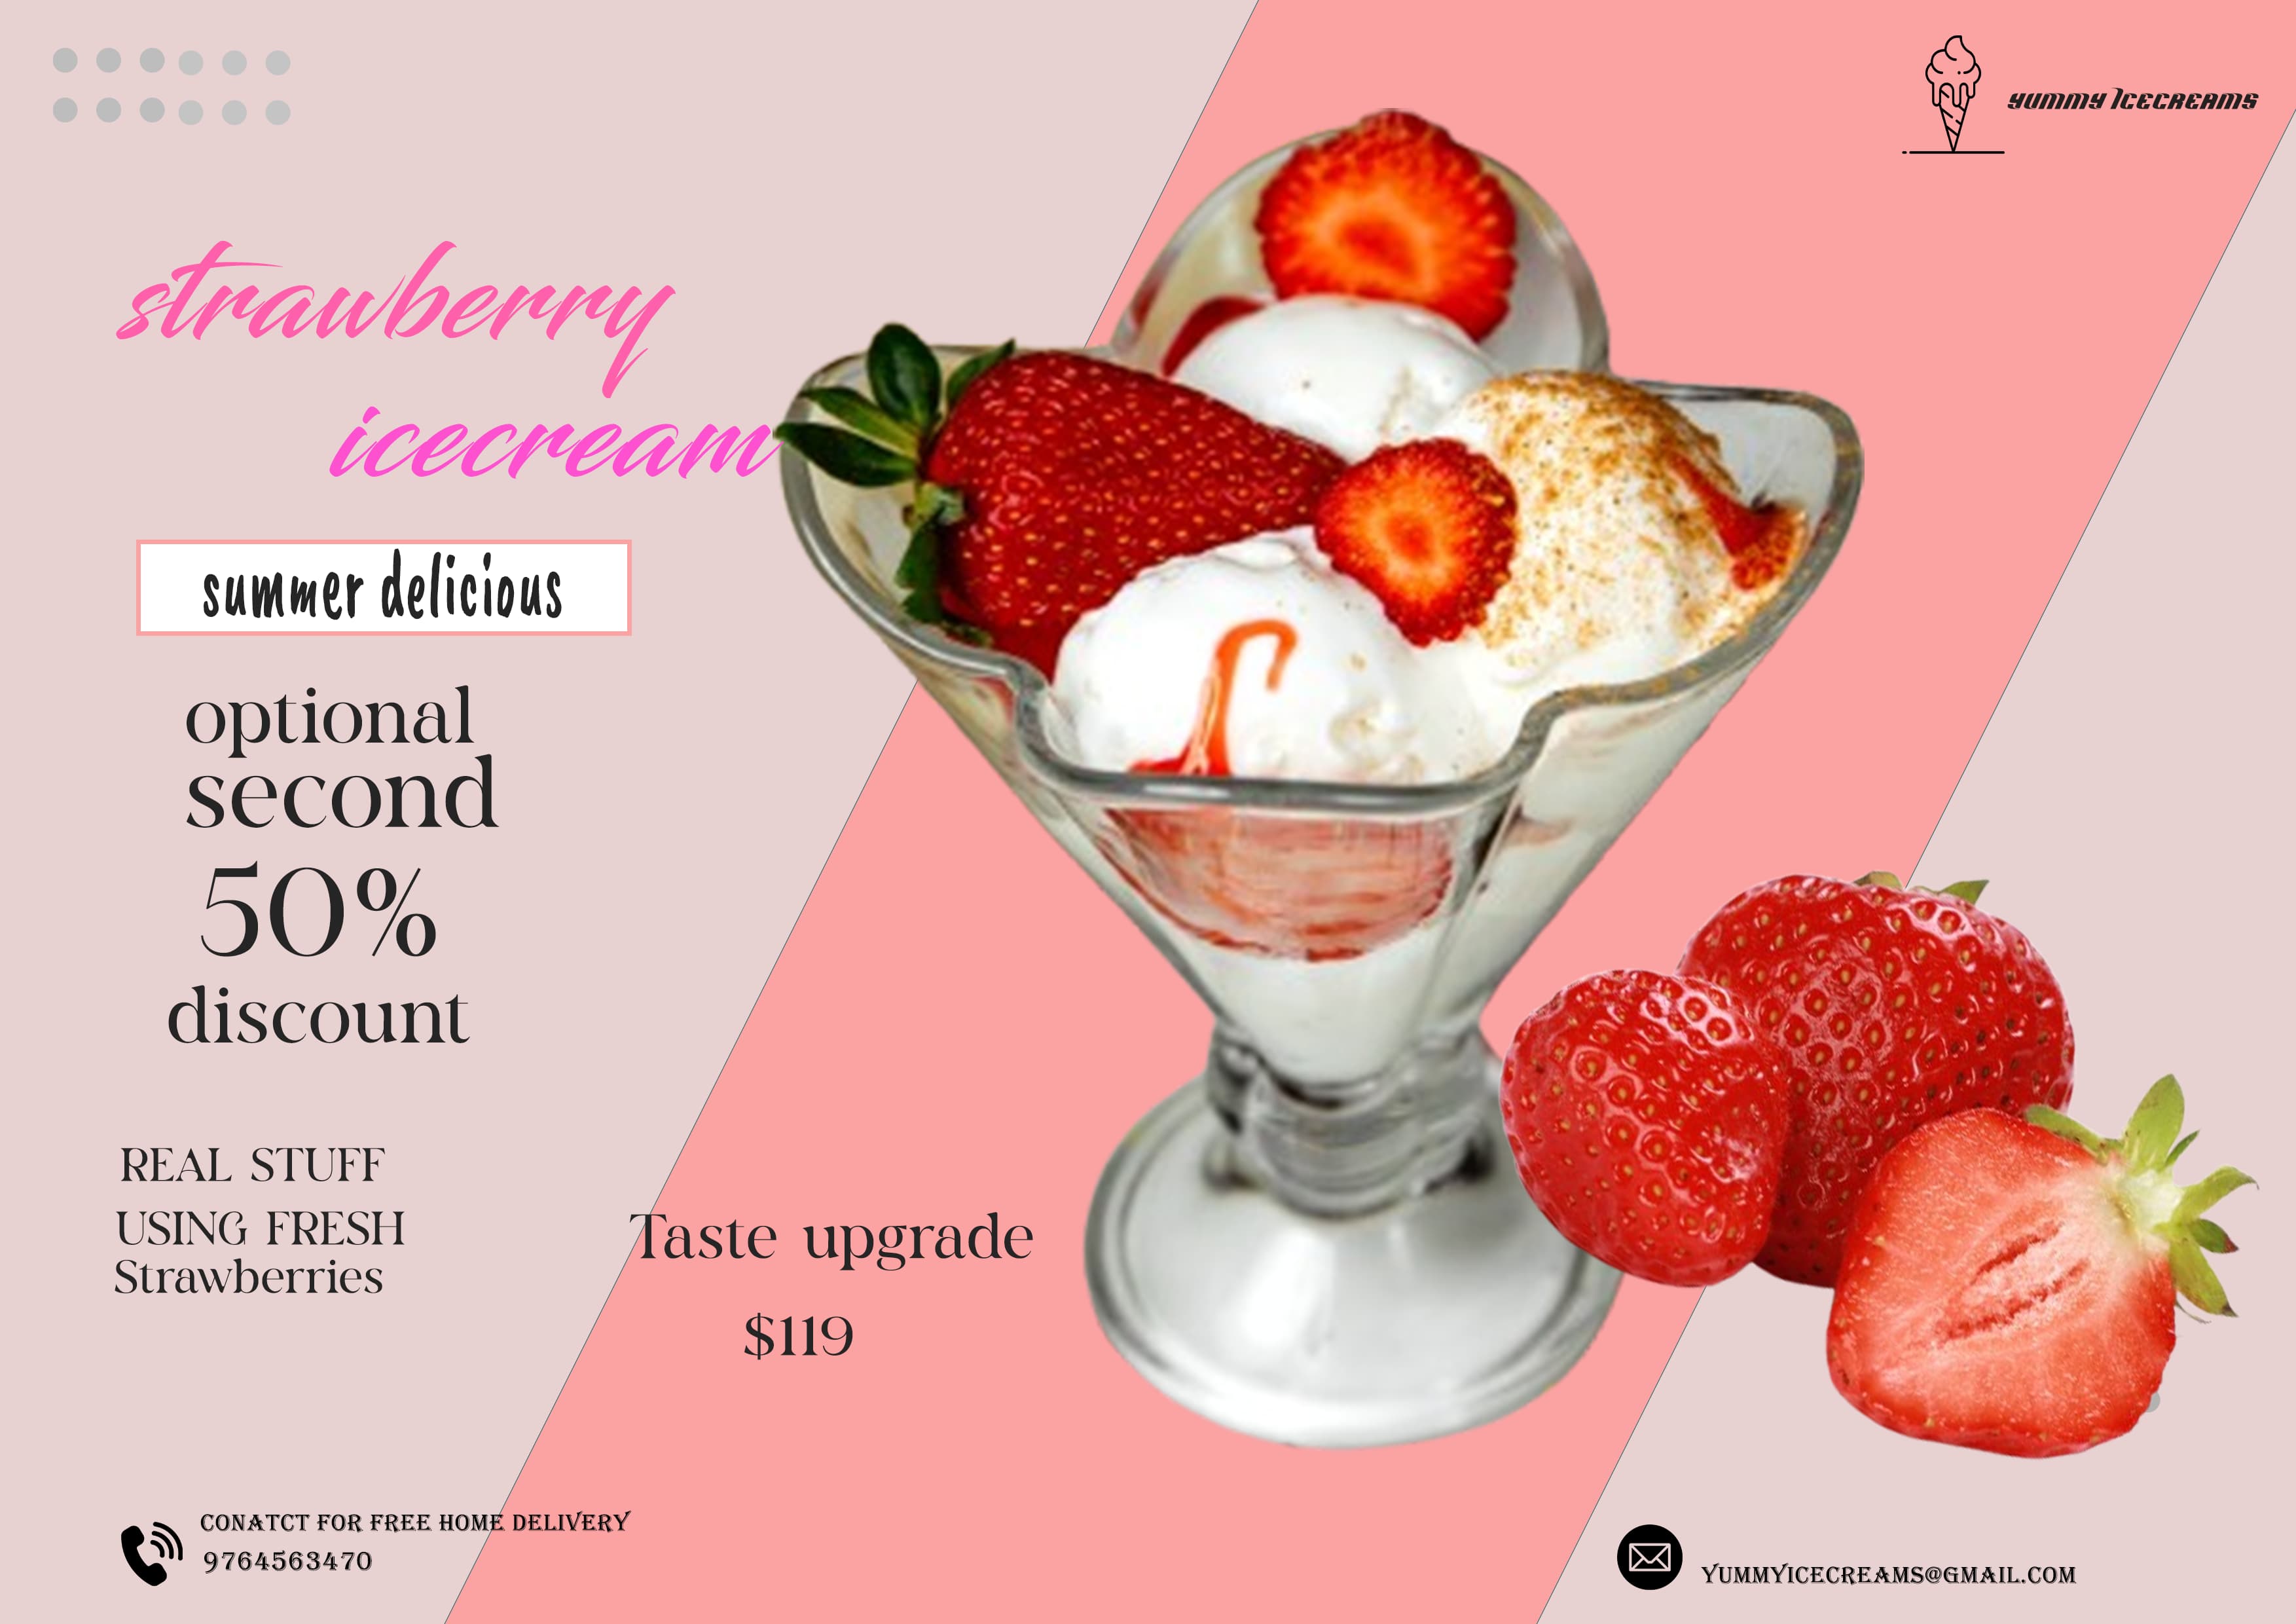 yummy Icecreams
strawberry
icecream
summer delicious
optional
second
50%
discount
REAL STUFF
USING FRESH
Strawberries
Taste upgrade
$119
CONATCT FOR FREE HOME DELIVERY
9764563470
YUMMYICECREAMS@GMAIL.COM